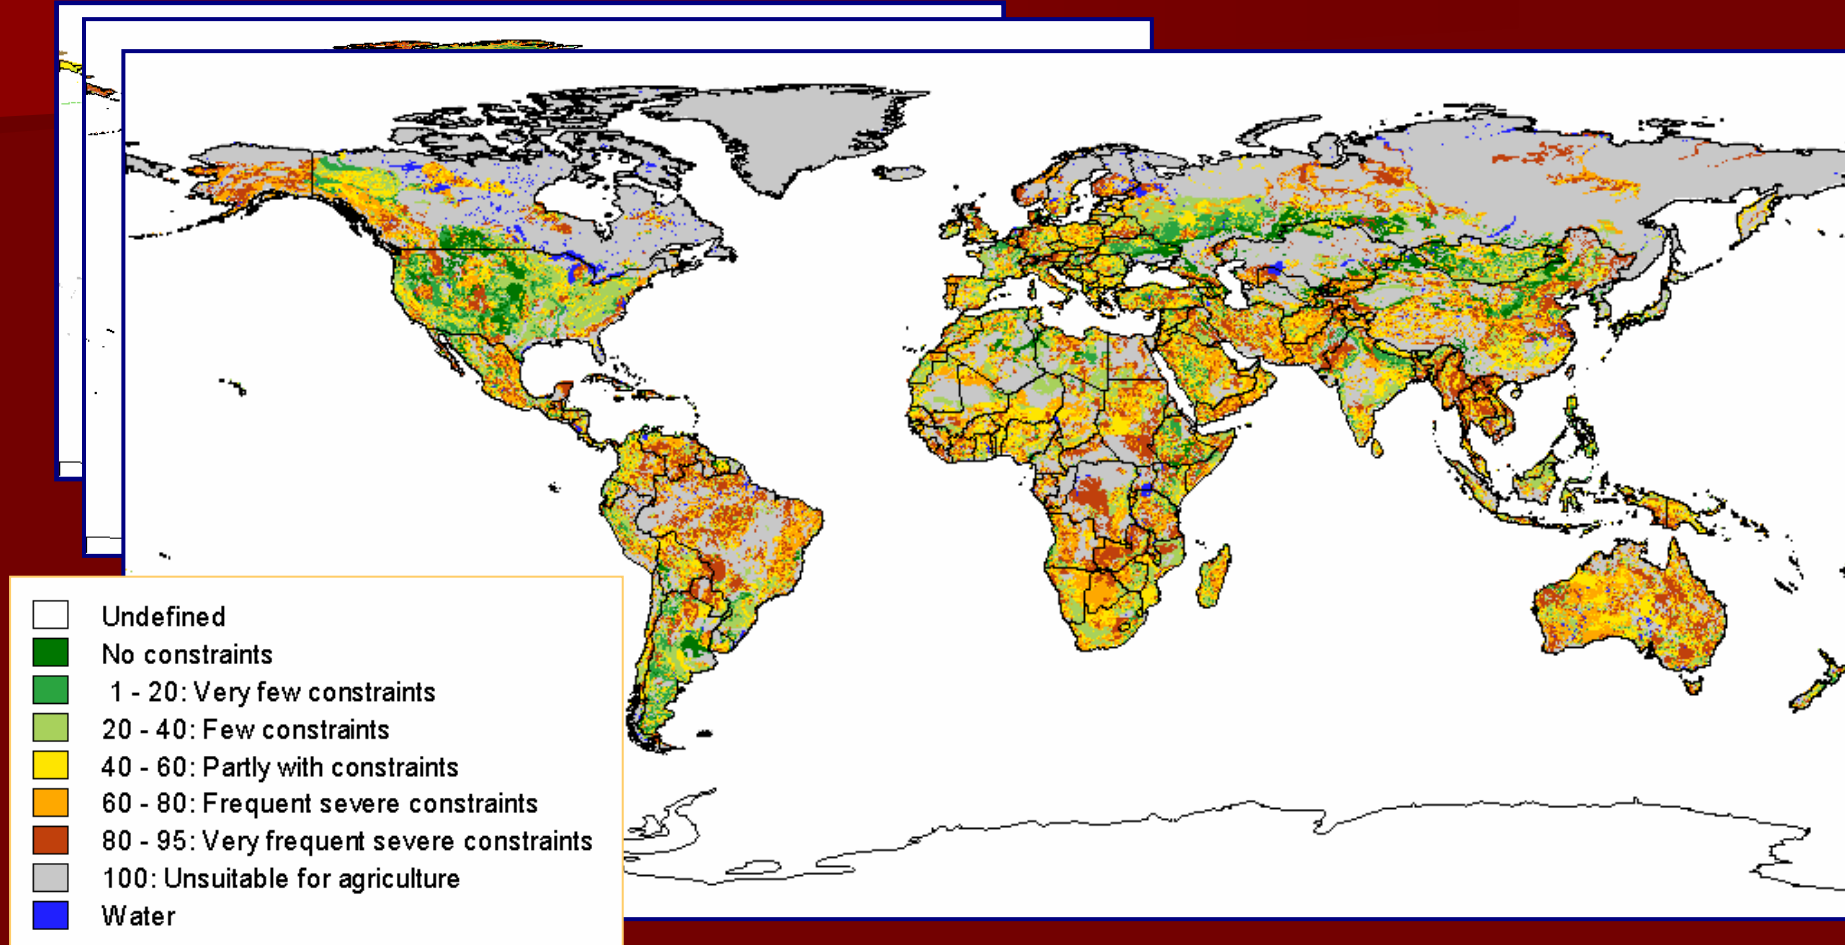 Undefined
No constraints
1 - 20: Very few constraints
20 - 40: Few constraints
40 - 60: Partly with constraints
60 - 80: Frequent severe constraints
80 - 95: Very frequent severe constraints
100: Unsuitable for agriculture
Water